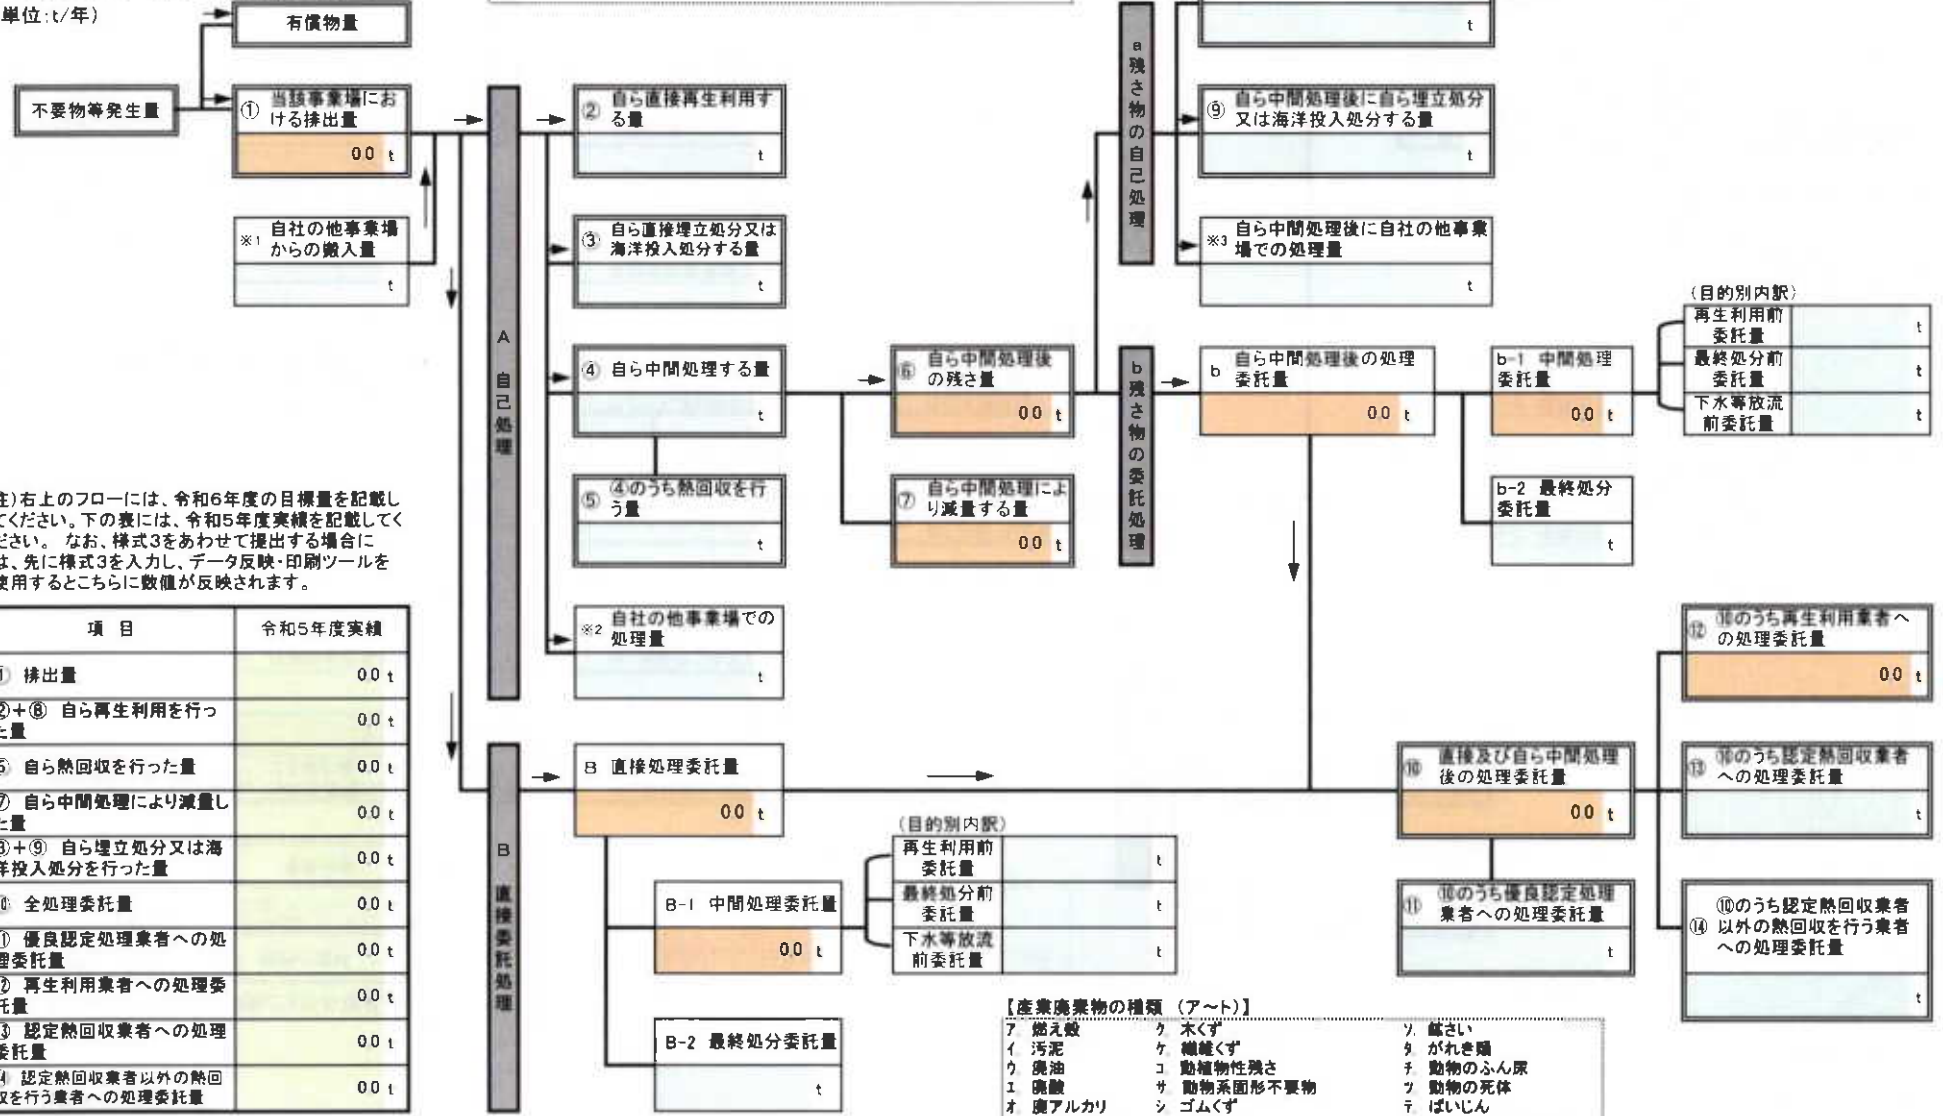 単位:t/年)
有償物量
t
不要物等発生量
① 当該事業場にお
ける排出量
0.0 t
② 自ら直接再生利用す
る量
t
⑨ 自ら中間処理後に自ら埋立処分
又は海洋投入処分する量
t
a 残さ物の自己処理
※1 自社の他事業場
からの搬入量
t
③ 自ら直接埋立処分又は
海洋投入処分する量
t
※3 自ら中間処理後に自社の他事業
場での処理量
t
A 自己処理
④ 自ら中間処理する量
t
⑥ 自ら中間処理後
の残さ量
0.0 t
b 残さ物の委託処理
b 自ら中間処理後の処理
委託量
0.0 t
b-1 中間処理
委託量
0.0 t
(目的別内訳)
再生利用前
委託量
t
最終処分前
委託量
t
下水等放流
前委託量
t
⑤ ④のうち熱回収を行
う量
t
⑦ 自ら中間処理によ
り減量する量
0.0 t
b-2 最終処分
委託量
t
注)右上のフローには、令和6年度の目標量を記載し
てください。下の表には、令和5年度実績を記載してく
ださい。 なお、様式3をあわせて提出する場合に
は、先に様式3を入力し、データ反映・印刷ツールを
使用するとこちらに数値が反映されます。
※2 自社の他事業場での
処理量
t
項 目 令和5年度実績
① 排出量 0.0 t
②+⑧ 自ら再生利用を行っ
た量 0.0 t
⑤ 自ら熱回収を行った量 0.0 t
⑦ 自ら中間処理により減量し
た量 0.0 t
③+⑨ 自ら埋立処分又は海
洋投入処分を行った量 0.0 t
⑩ 全処理委託量 0.0 t
⑪ 優良認定処理業者への処
理委託量 0.0 t
⑫ 再生利用業者への処理委
託量 0.0 t
⑬ 認定熱回収業者への処理
委託量 0.0 t
⑭ 認定熱回収業者以外の熱回
収を行う業者への処理委託量 0.0 t
B 直接委託処理
B 直接処理委託量
0.0 t
(目的別内訳)
再生利用前
委託量
t
最終処分前
委託量
t
下水等放流
前委託量
t
B-1 中間処理委託量
0.0 t
B-2 最終処分委託量
t
⑩ 直接及び自ら中間処理
後の処理委託量
0.0 t
⑪ ⑩のうち優良認定処理
業者への処理委託量
t
⑫ ⑩のうち再生利用業者へ
の処理委託量
0.0 t
⑬ ⑩のうち認定熱回収業者
への処理委託量
t
⑭ ⑩のうち認定熱回収業者
以外の熱回収を行う業者
への処理委託量
t
【産業廃棄物の種類 (ア~ト)】
ア. 燃え殻 ク. 木くず ソ. 鉱さい
イ. 汚泥 ケ. 繊維くず タ. がれき類
ウ. 廃油 コ. 動植物性残さ チ. 動物のふん尿
エ. 廃酸 サ. 動物系固形不要物 ツ. 動物の死体
オ. 廃アルカリ シ. ゴムくず テ. ばいじん